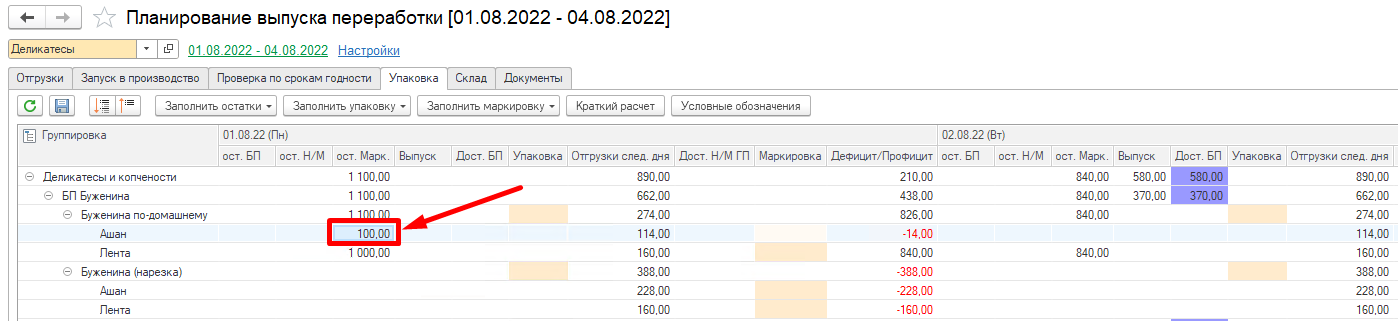 Планирование выпуска переработки [01.08.2022 - 04.08.2022]
Деликатесы 01.08.2022 - 04.08.2022 Настройки
Отгрузки Запуск в производство Проверка по срокам годности Упаковка Склад Документы
Заполнить остатки Заполнить упаковку Заполнить маркировку Краткий расчет Условные обозначения
Группировка 01.08.22 (Пн) 02.08.22 (Вт)
ост. БП ост. Н/М ост. Марк. Выпуск Дост. БП Упаковка Отгрузки след. дня Дост. Н/М ГП Маркировка Дефицит/Профицит ост. БП ост. Н/М ост. Марк. Выпуск Дост. БП Упаковка Отгрузки след. дня
Деликатесы и копчености 1 100,00 890,00 210,00 840,00 580,00 580,00 890,00
БП Буженина 1 100,00 662,00 438,00 840,00 370,00 370,00 662,00
Буженина по-домашнему 1 100,00 274,00 826,00 840,00 274,00
Ашан 100,00 114,00 -14,00 114,00
Лента 1 000,00 160,00 840,00 840,00 160,00
Буженина (нарезка) 388,00 -388,00 388,00
Ашан 228,00 -228,00 228,00
Лента 160,00 -160,00 160,00